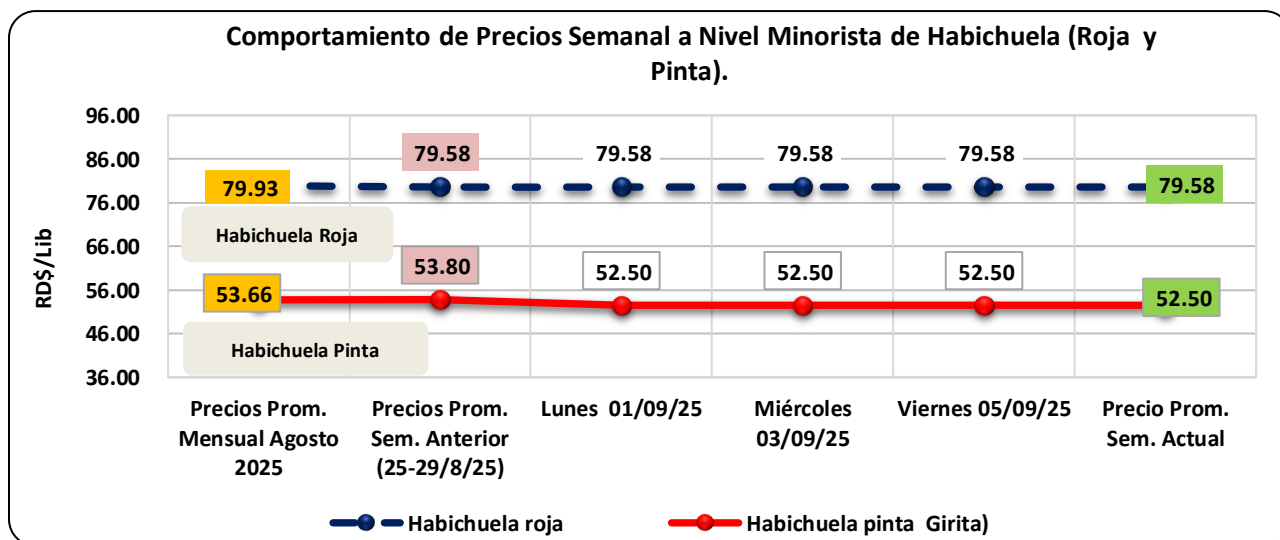 Comportamiento de Precios Semanal a Nivel Minorista de Habichuela (Roja y
Pinta).
RD$/Lib
96.00
86.00
76.00
66.00
56.00
46.00
36.00
79.93
79.58
79.58
79.58
79.58
79.58
Habichuela Roja
53.66
53.80
52.50
52.50
52.50
52.50
Habichuela Pinta
Precios Prom.
Mensual Agosto
2025
Precios Prom.
Sem. Anterior
(25-29/8/25)
Lunes 01/09/25
Miércoles
03/09/25
Viernes 05/09/25
Precio Prom.
Sem. Actual
Habichuela roja
Habichuela pinta Girita)